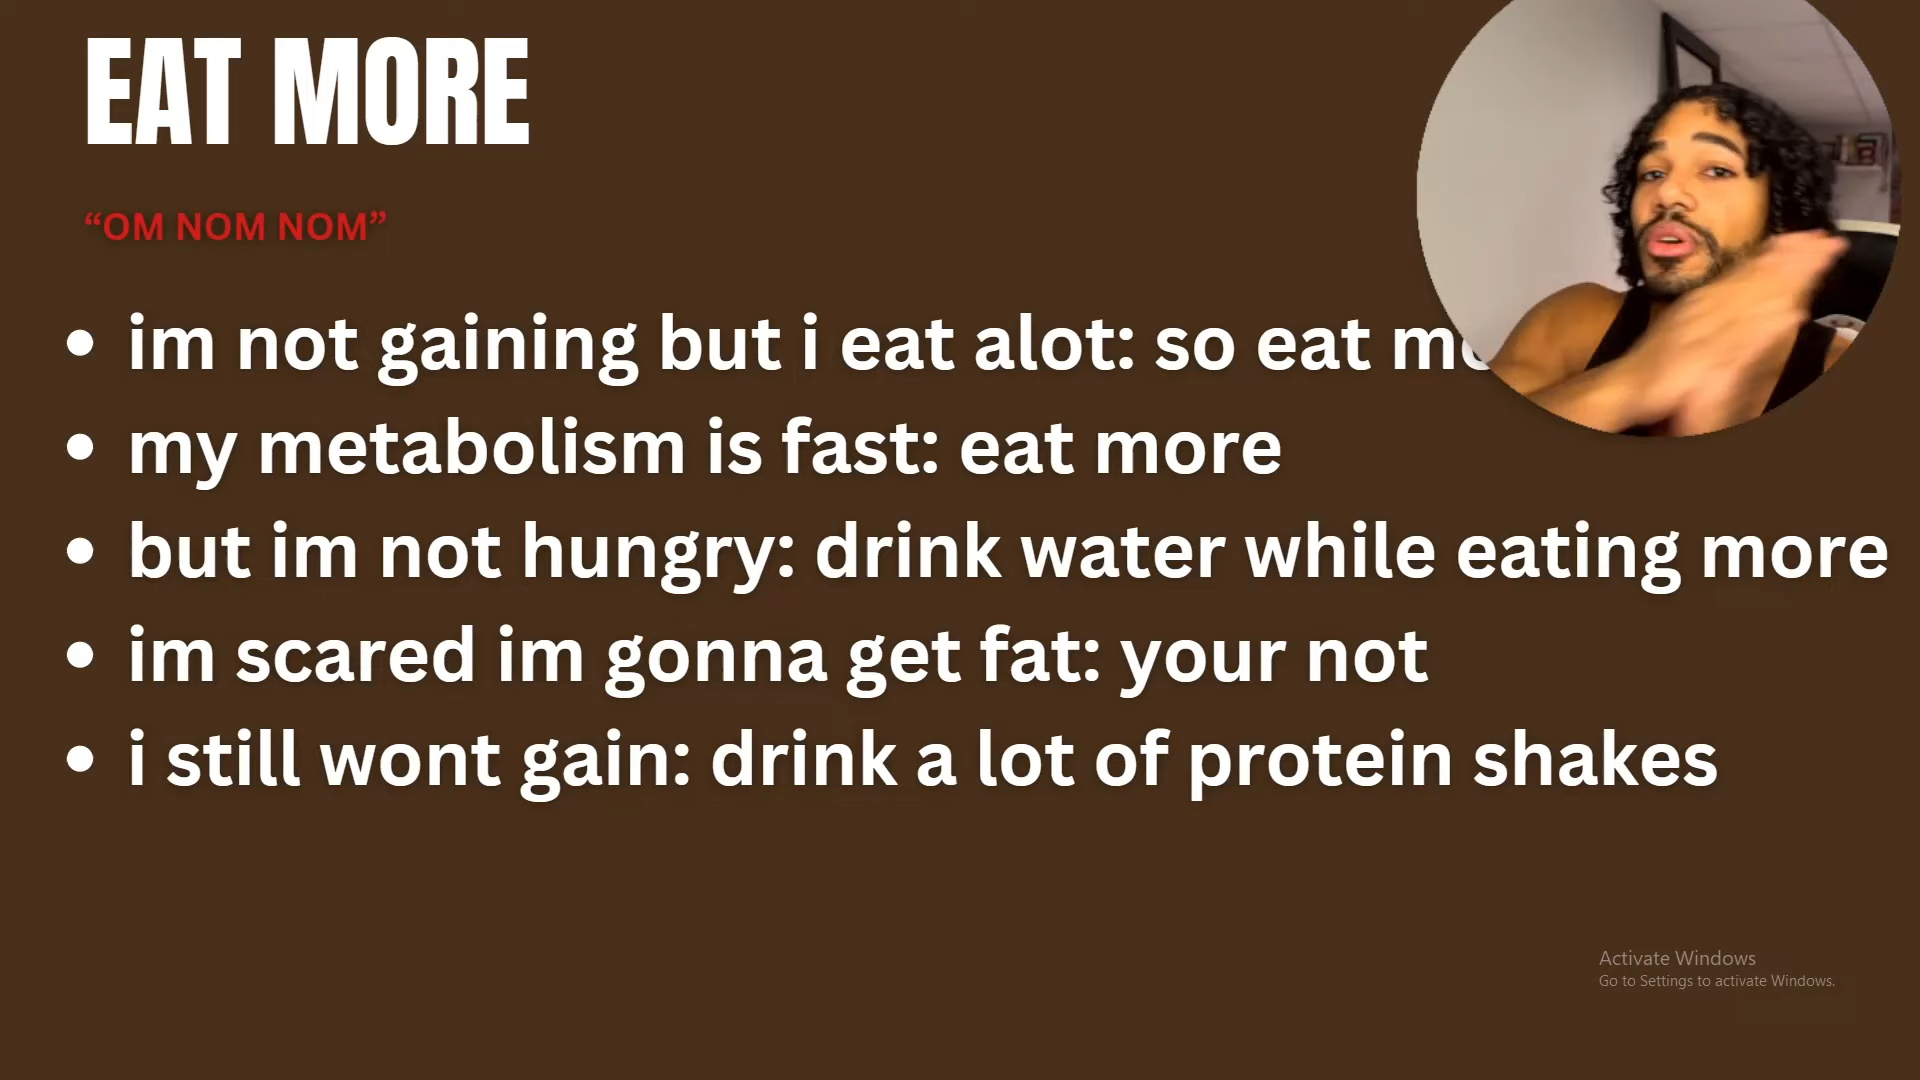 EAT MORE
“OM NOM NOM”
• im not gaining but i eat alot: so eat
• my metabolism is fast: eat more
• but im not hungry: drink water while eating more
• im scared im gonna get fat: your not
• i still wont gain: drink a lot of protein shakes
Activate Windows
Go to Settings to activate Windows.